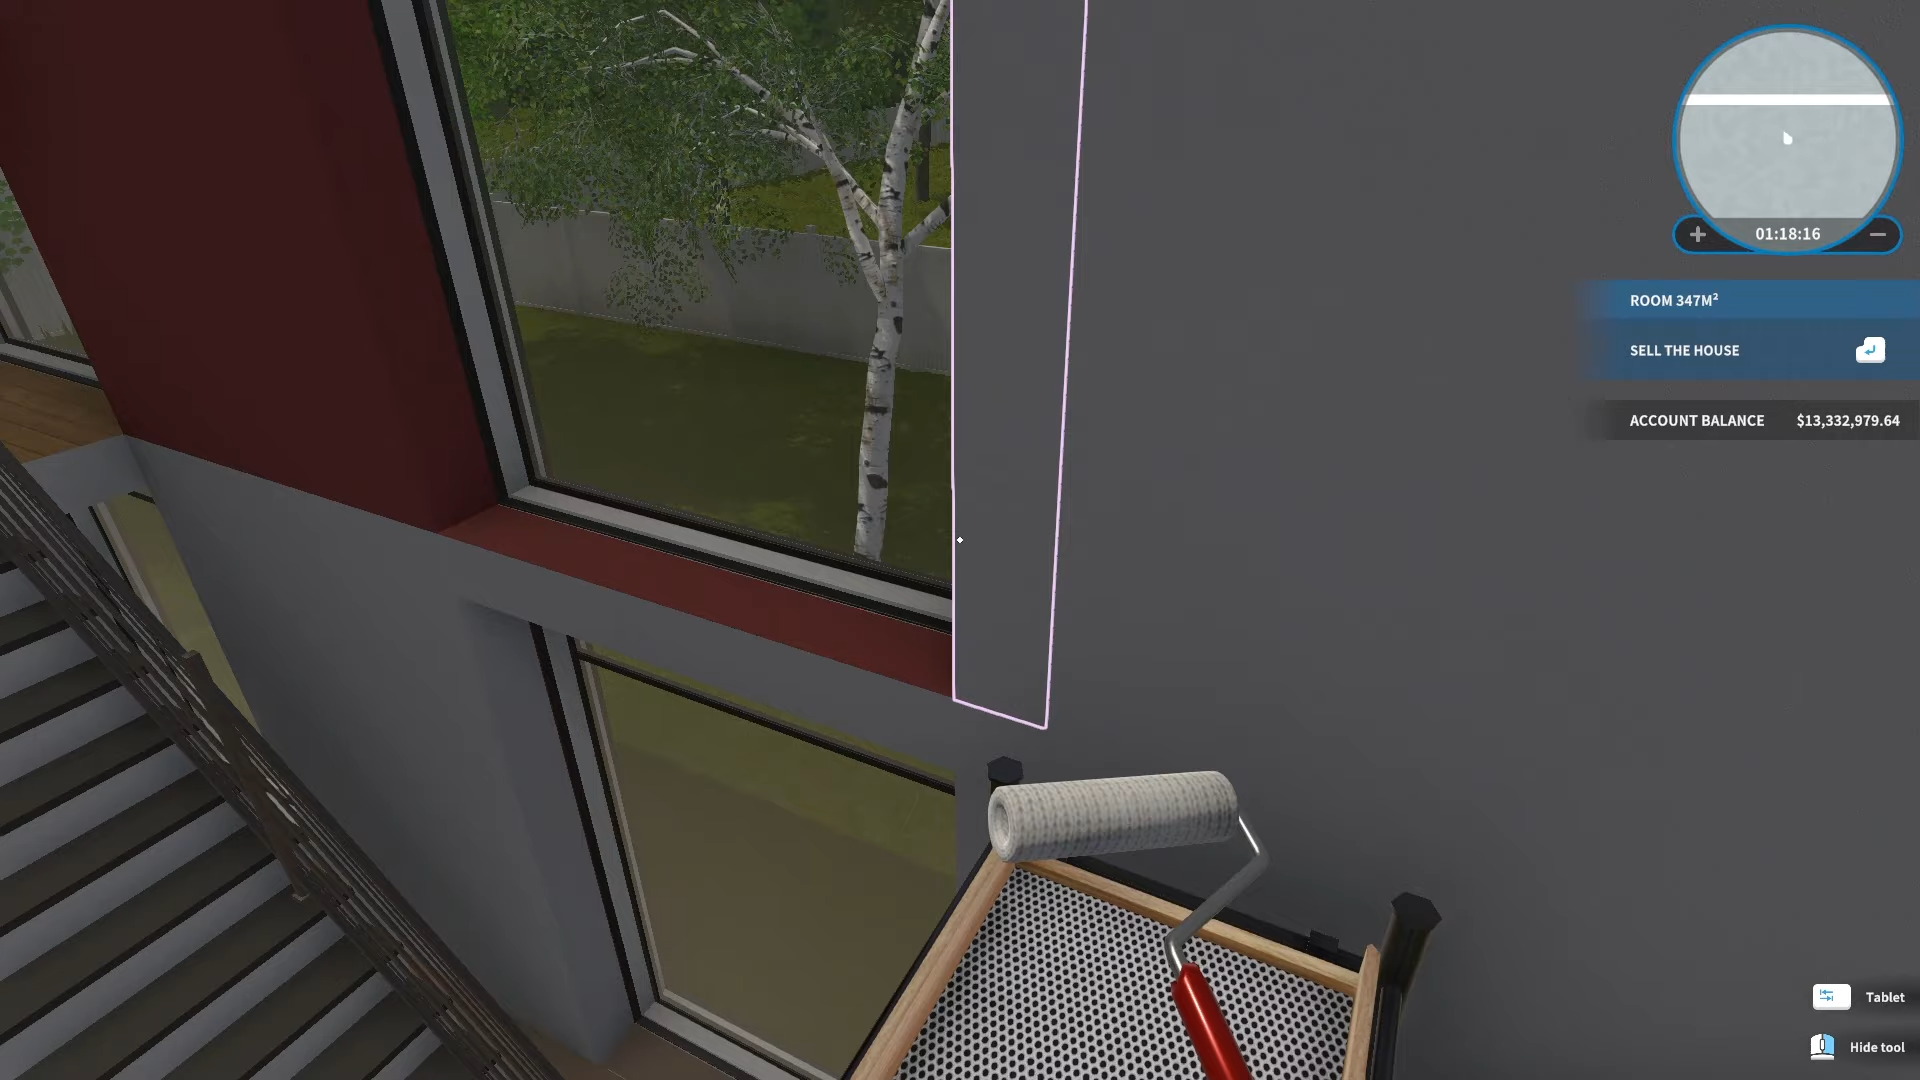 01:18:16
ROOM 347M²
SELL THE HOUSE
ACCOUNT BALANCE $13,332,979.64
Tablet
Hide tool